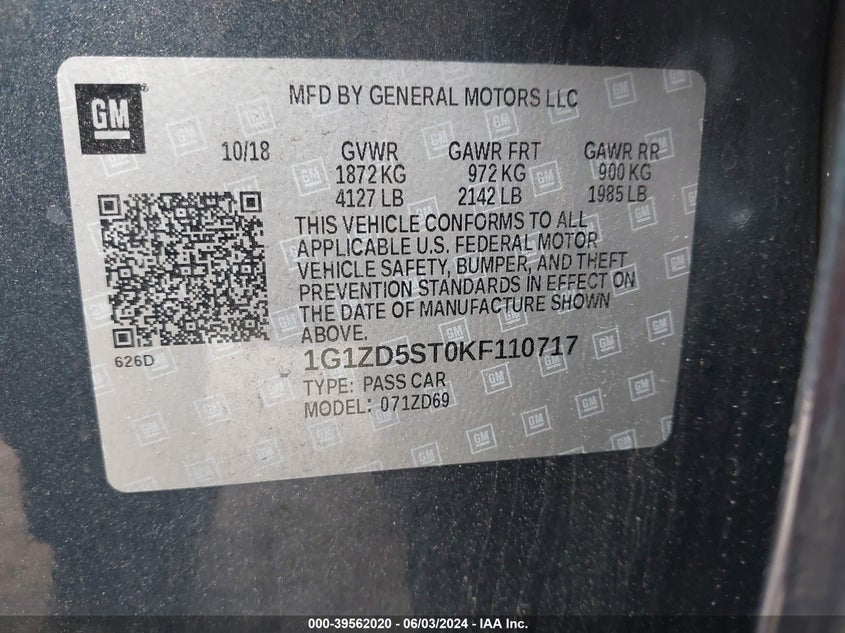 GM
MFD BY GENERAL MOTORS LLC
10/18 GVWR GAWR FRT GAWR RR
1872 KG 972 KG 900 KG
4127 LB 2142 LB 1985 LB
THIS VEHICLE CONFORMS TO ALL
APPLICABLE U.S. FEDERAL MOTOR
VEHICLE SAFETY, BUMPER, AND THEFT
PREVENTION STANDARDS IN EFFECT ON
THE DATE OF MANUFACTURE SHOWN
ABOVE.
626D
1G1ZD5ST0KF110717
TYPE: PASS CAR
MODEL: 071ZD69
000-39562020 - 06/03/2024 - IAA Inc.